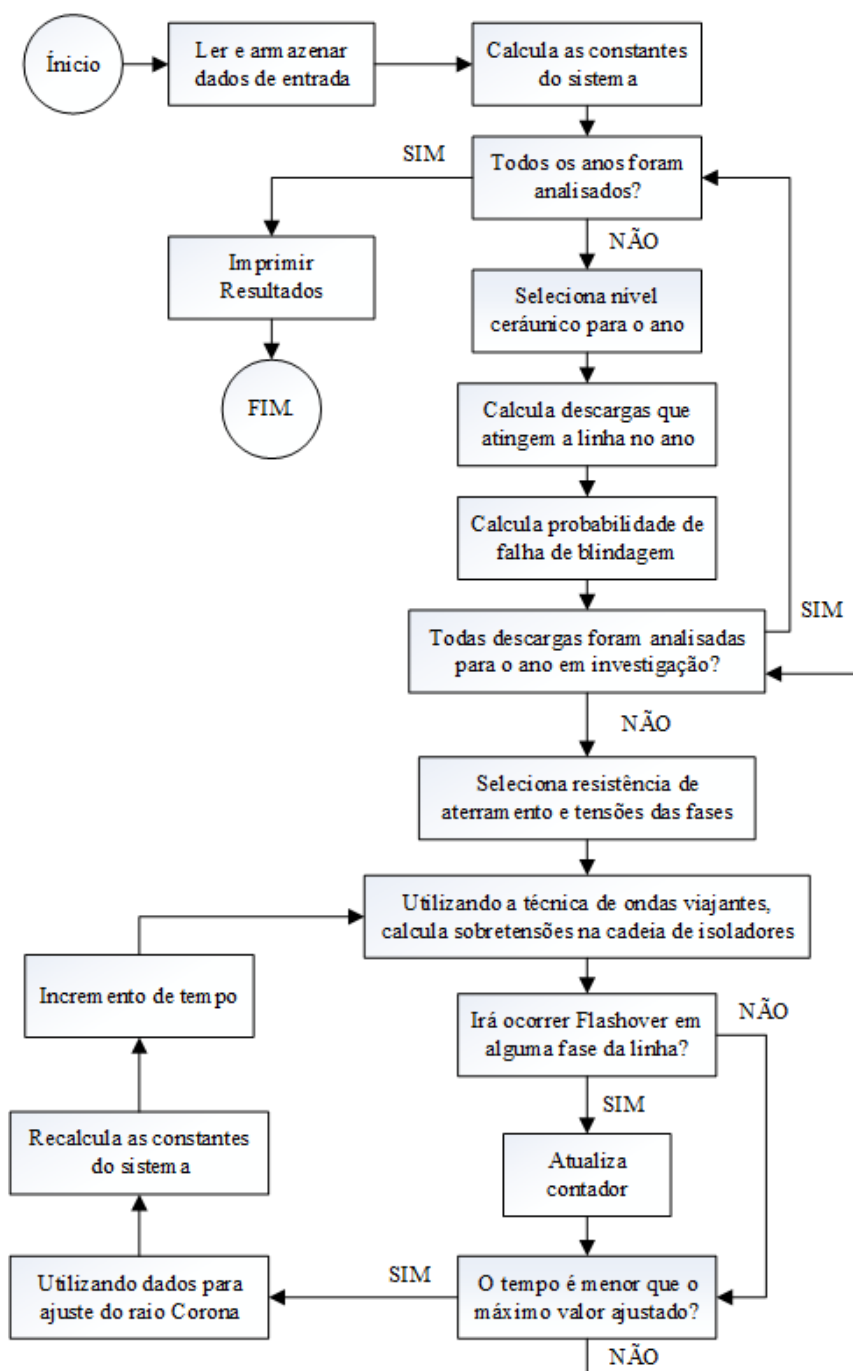 Ínicio
Ler e armazenar
dados de entrada
Calcula as constantes
do sistema
SIM
Todos os anos foram
analisados?
NÃO
Imprimir
Resultados
FIM.
Seleciona nível
ceráunico para o ano
Calcula descargas que
atingem a linha no ano
Calcula probabilidade de
falha de blindagem
SIM
Todas descargas foram analisadas
para o ano em investigação?
NÃO
Seleciona resistência de
aterramento e tensões das fases
Utilizando a técnica de ondas viajantes,
calcula sobretensões na cadeia de isoladores
Incremento de tempo
Irá ocorrer Flashover em
alguma fase da linha?
NÃO
SIM
Recalcula as constantes
do sistema
Atualiza
contador
Utilizando dados para
ajuste do raio Corona
SIM
O tempo é menor que o
máximo valor ajustado?
NÃO